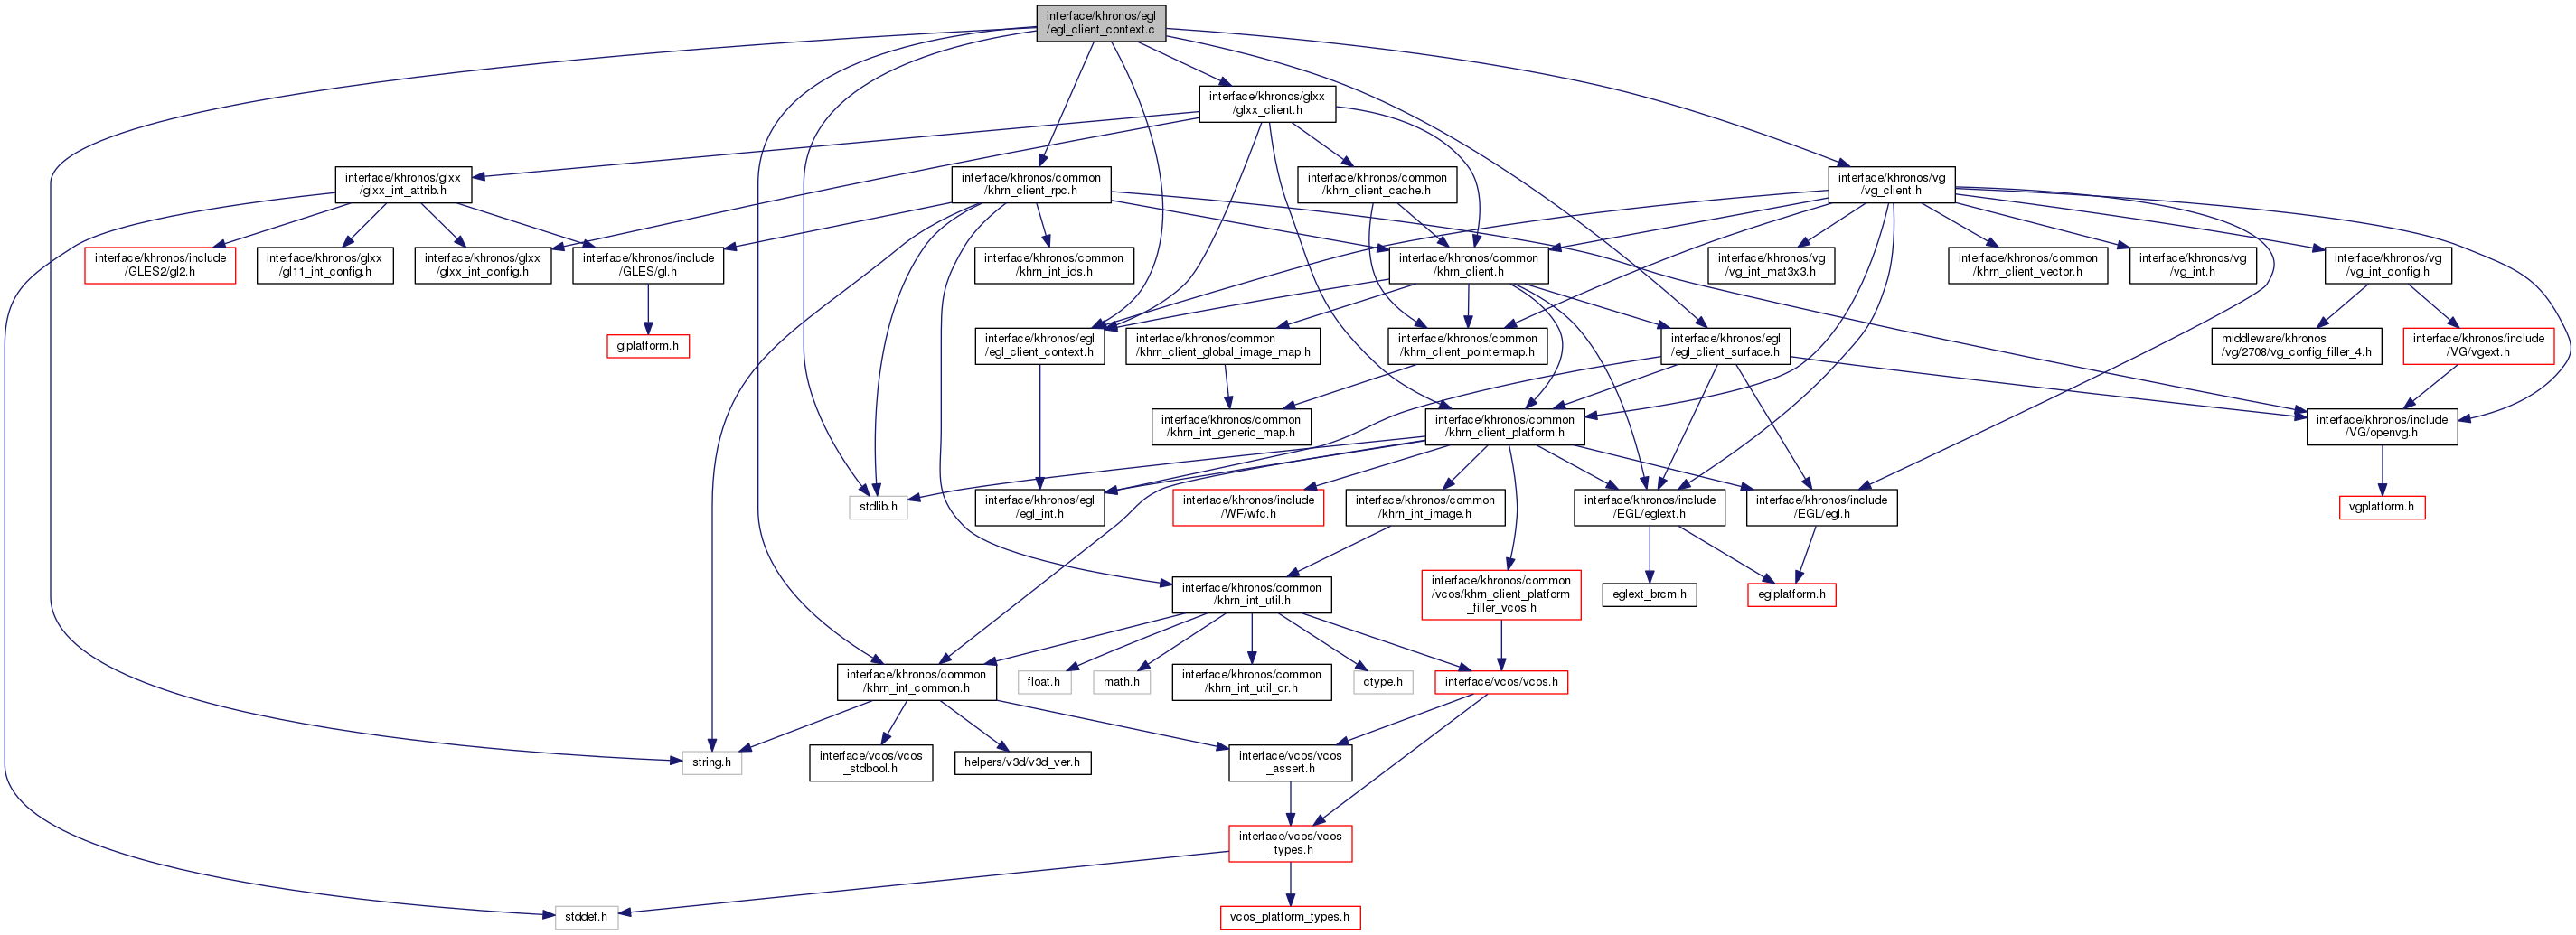 interface/khronos/egl
/egl_client_context.c
interface/khronos/glxx
/glxx_client.h
interface/khronos/glxx
/glxx_int_attrib.h
interface/khronos/common
/khrn_client_rpc.h
interface/khronos/common
/khrn_client_cache.h
interface/khronos/vg
/vg_client.h
interface/khronos/include
/GLES2/gl2.h
interface/khronos/glxx
/gl11_int_config.h
interface/khronos/glxx
/glxx_int_config.h
interface/khronos/include
/GLES/gl.h
interface/khronos/common
/khrn_int_ids.h
interface/khronos/common
/khrn_client.h
interface/khronos/vg
/vg_int_mat3x3.h
interface/khronos/common
/khrn_client_vector.h
interface/khronos/vg
/vg_int.h
interface/khronos/vg
/vg_int_config.h
glplatform.h
interface/khronos/egl
/egl_client_context.h
interface/khronos/common
/khrn_client_global_image_map.h
interface/khronos/common
/khrn_client_pointermap.h
interface/khronos/egl
/egl_client_surface.h
middleware/khronos
/vg/2708/vg_config_filler_4.h
interface/khronos/include
/VG/vgext.h
interface/khronos/common
/khrn_int_generic_map.h
interface/khronos/common
/khrn_client_platform.h
interface/khronos/include
/VG/openvg.h
stdlib.h
interface/khronos/egl
/egl_int.h
interface/khronos/include
/WF/wfc.h
interface/khronos/common
/khrn_int_image.h
interface/khronos/include
/EGL/eglext.h
interface/khronos/include
/EGL/egl.h
vgplatform.h
interface/khronos/common
/khrn_int_util.h
interface/khronos/common
/vcos/khrn_client_platform
_filler_vcos.h
eglext_brcm.h
eglplatform.h
interface/khronos/common
/khrn_int_common.h
float.h
math.h
interface/khronos/common
/khrn_int_util_cr.h
ctype.h
interface/vcos/vcos.h
string.h
interface/vcos/vcos
_stdbool.h
helpers/v3d/v3d_ver.h
interface/vcos/vcos
_assert.h
interface/vcos/vcos
_types.h
stddef.h
vcos_platform_types.h